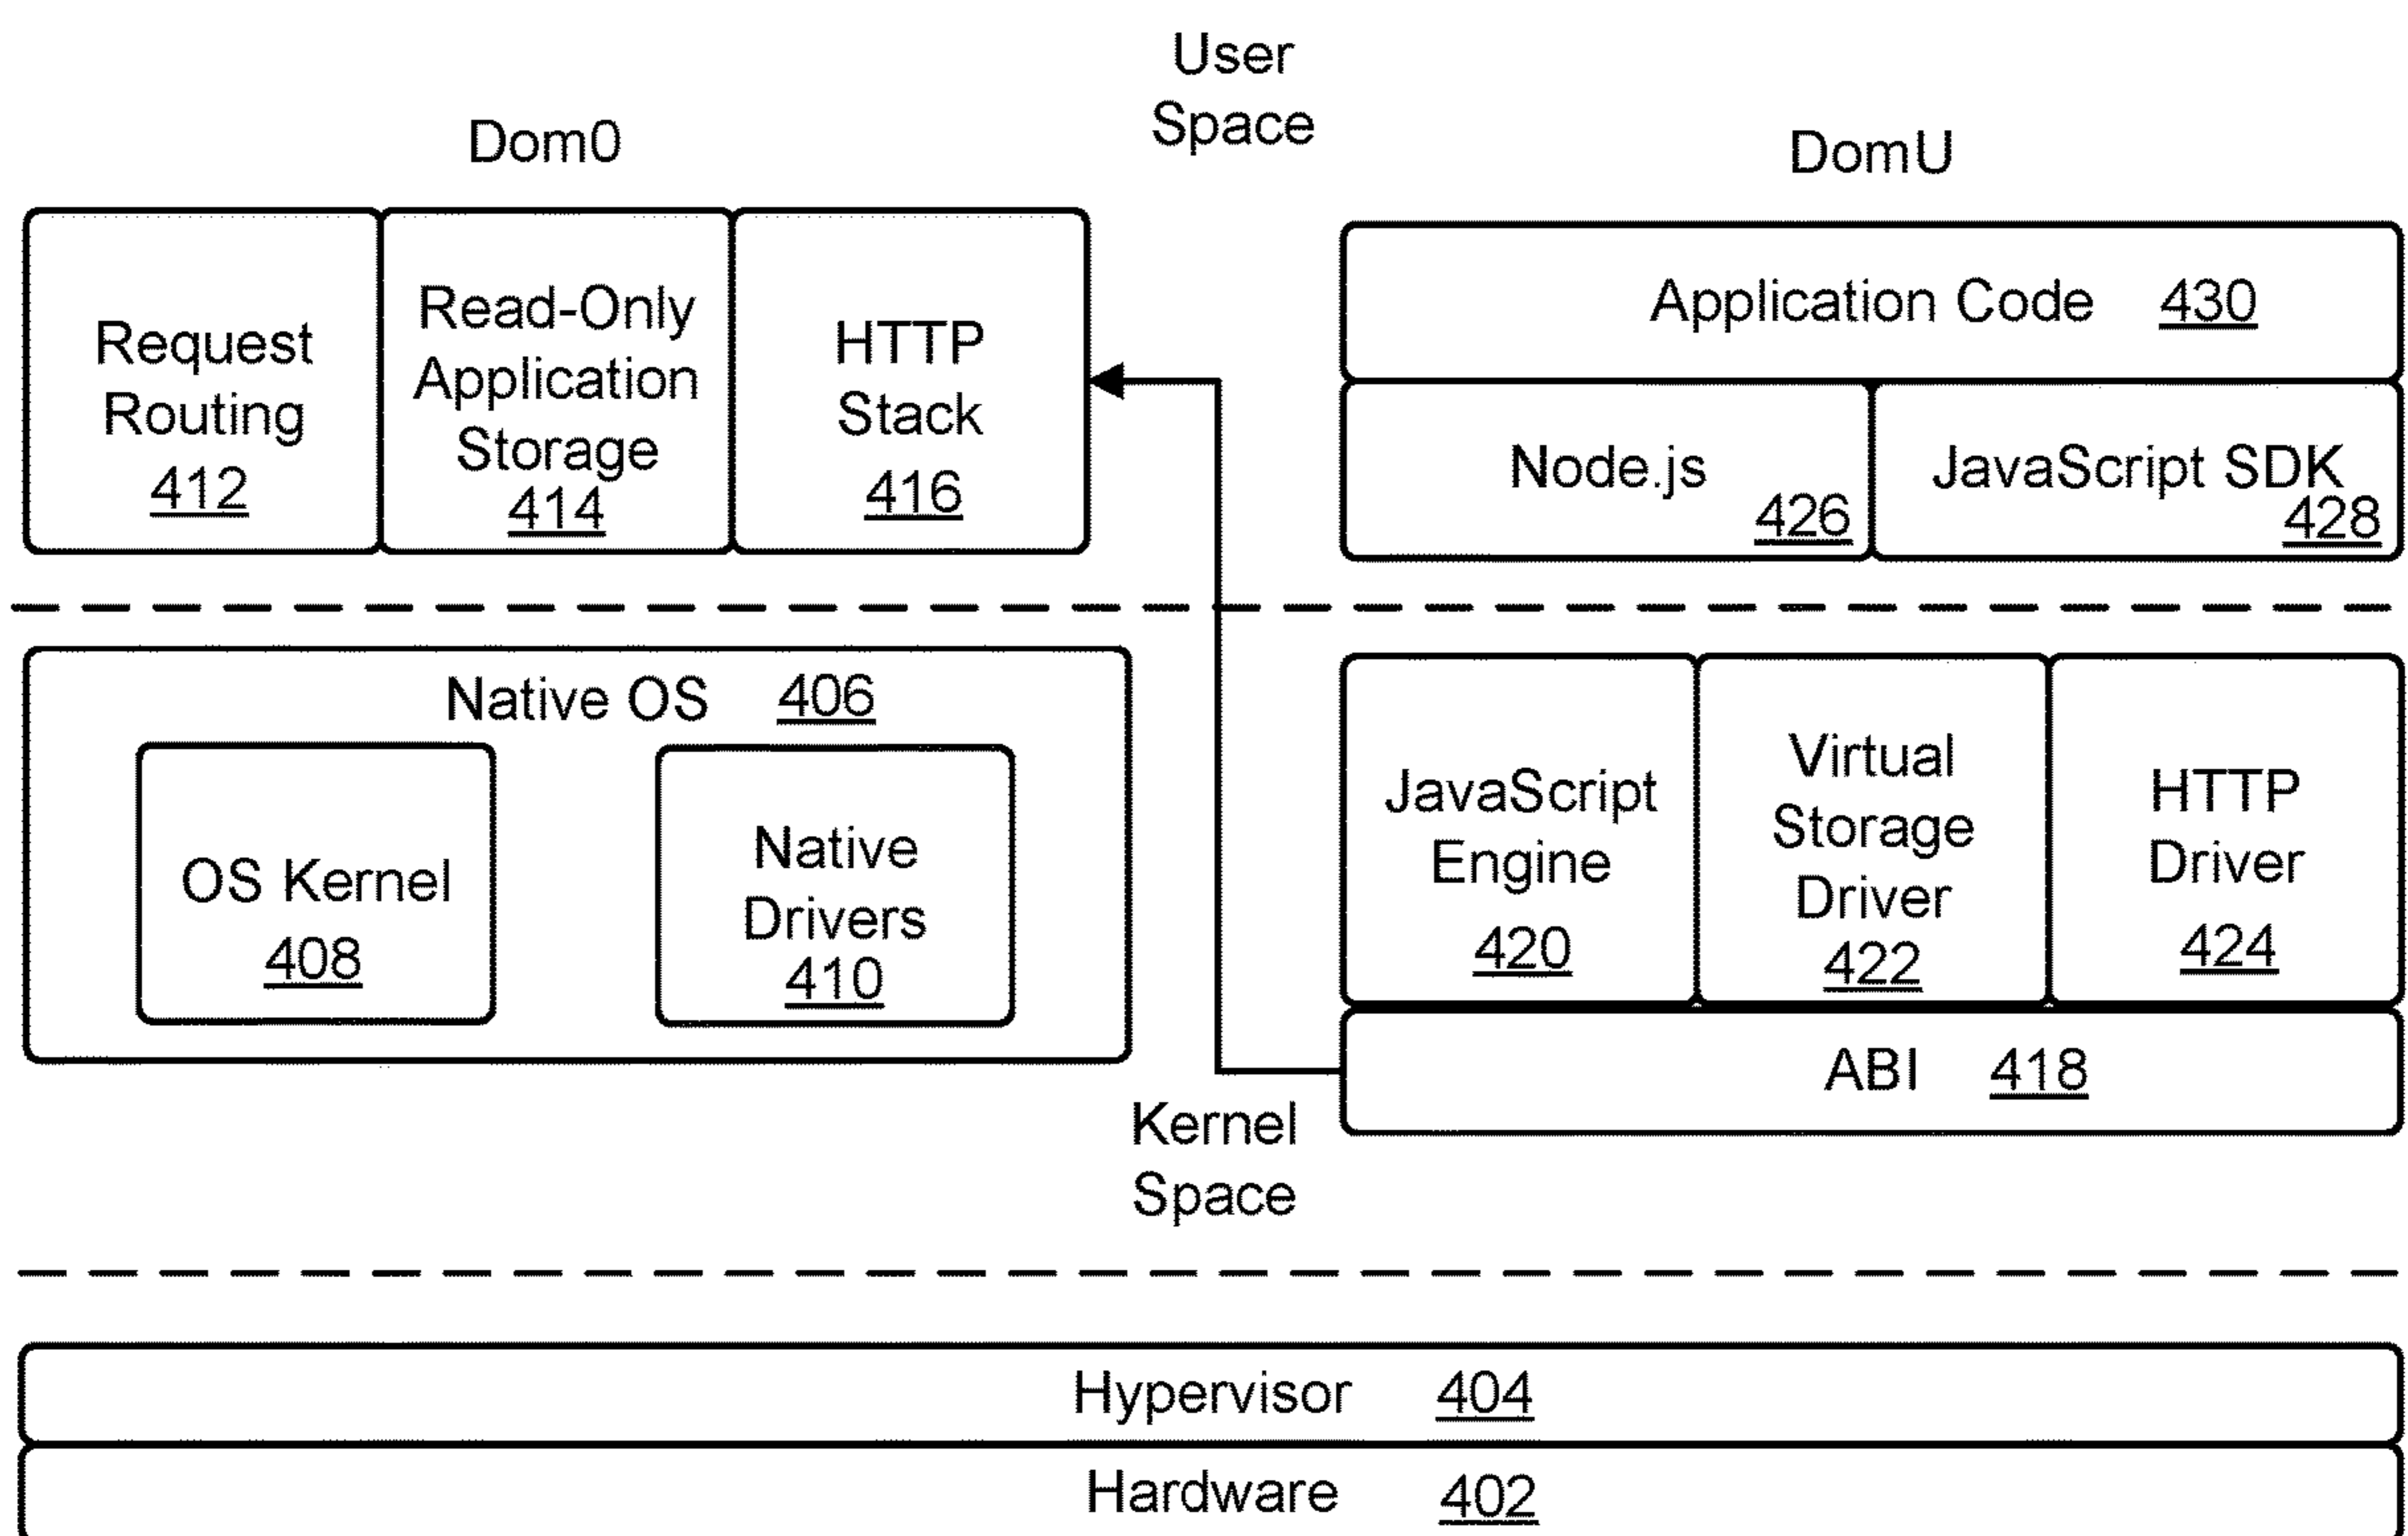 User
Space
Dom0
DomU
Request
Routing
412
Read-Only
Application
Storage
414
HTTP
Stack
416
Application Code 430
Node.js
426
JavaScript SDK
428
Native OS 406
OS Kernel
408
Native
Drivers
410
JavaScript
Engine
420
Virtual
Storage
Driver
422
HTTP
Driver
424
ABI 418
Kernel
Space
Hypervisor 404
Hardware 402